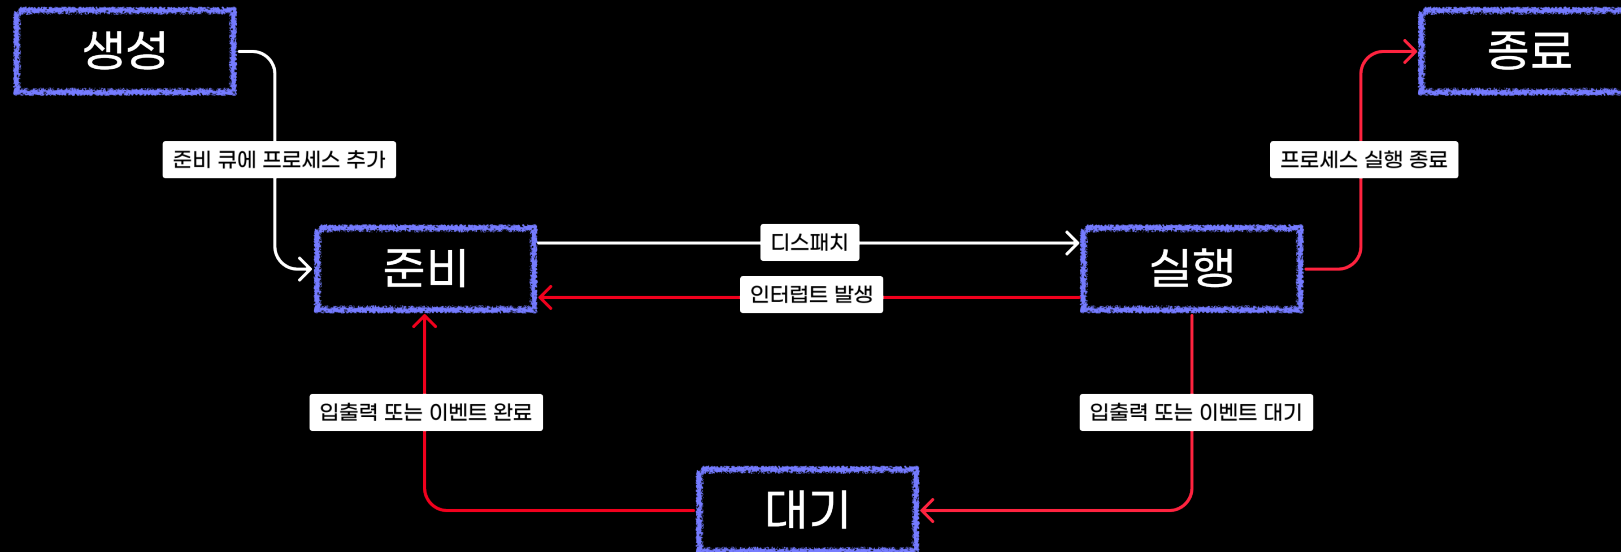 생성
종료
준비 큐에 프로세스 추가
프로세스 실행 종료
준비
디스패치
실행
인터럽트 발생
입출력 또는 이벤트 완료
입출력 또는 이벤트 대기
대기